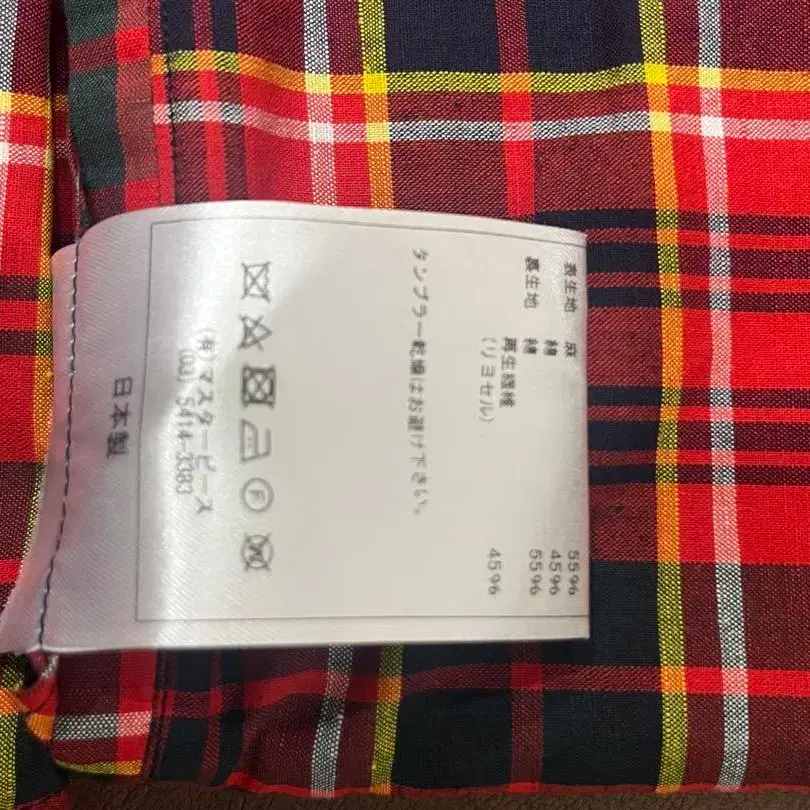 表生地 麻 55%
綿 45%
裏生地 綿 55%
再生繊維 45%
(リヨセル)
タンブラー乾燥はお避け下さい。
F
W
(有)マスターピース
(03) 5414-3383
日本製